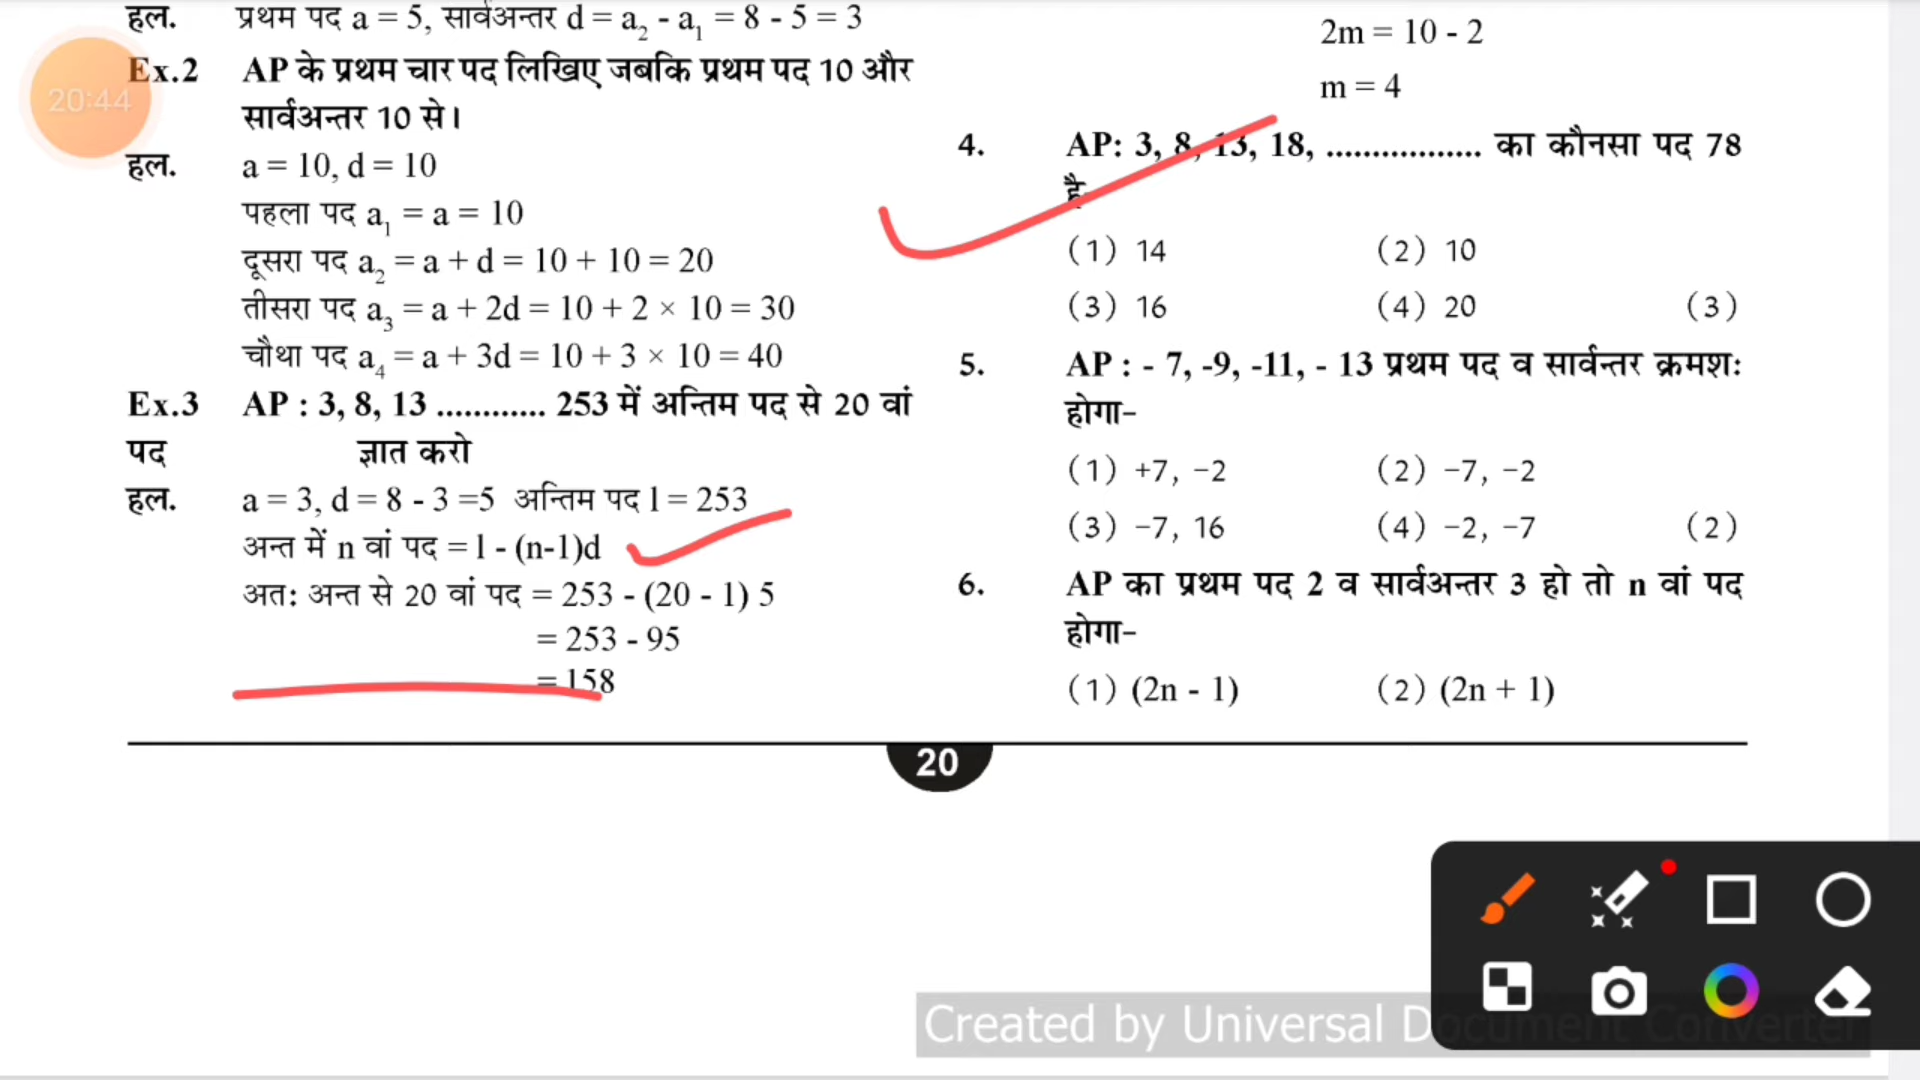 हल. प्रथम पद a = 5, सार्वअन्तर d = a₂ - a₁ = 8 - 5 = 3
Ex.2 AP के प्रथम चार पद लिखिए जबकि प्रथम पद 10 और
सार्वअन्तर 10 से।
हल. a = 10, d = 10
पहला पद a₁ = a = 10
दूसरा पद a₂ = a + d = 10 + 10 = 20
तीसरा पद a₃ = a + 2d = 10 + 2 × 10 = 30
चौथा पद a₄ = a + 3d = 10 + 3 × 10 = 40
Ex.3 AP : 3, 8, 13 ............ 253 में अन्तिम पद से 20 वां
पद ज्ञात करो
हल. a = 3, d = 8 - 3 =5 अन्तिम पद l = 253
अन्त में n वां पद = l - (n-1)d
अतः अन्त से 20 वां पद = 253 - (20 - 1) 5
= 253 - 95
= 158
2m = 10 - 2
m = 4
4. AP: 3, 8, 13, 18, ................. का कौनसा पद 78
है-
(1) 14 (2) 10
(3) 16 (4) 20 (3)
5. AP : - 7, -9, -11, - 13 प्रथम पद व सार्वन्तर क्रमशः
होगा-
(1) +7, -2 (2) -7, -2
(3) -7, 16 (4) -2, -7 (2)
6. AP का प्रथम पद 2 व सार्वअन्तर 3 हो तो n वां पद
होगा-
(1) (2n - 1) (2) (2n + 1)
20
20:44
Created by Universal Document Converter